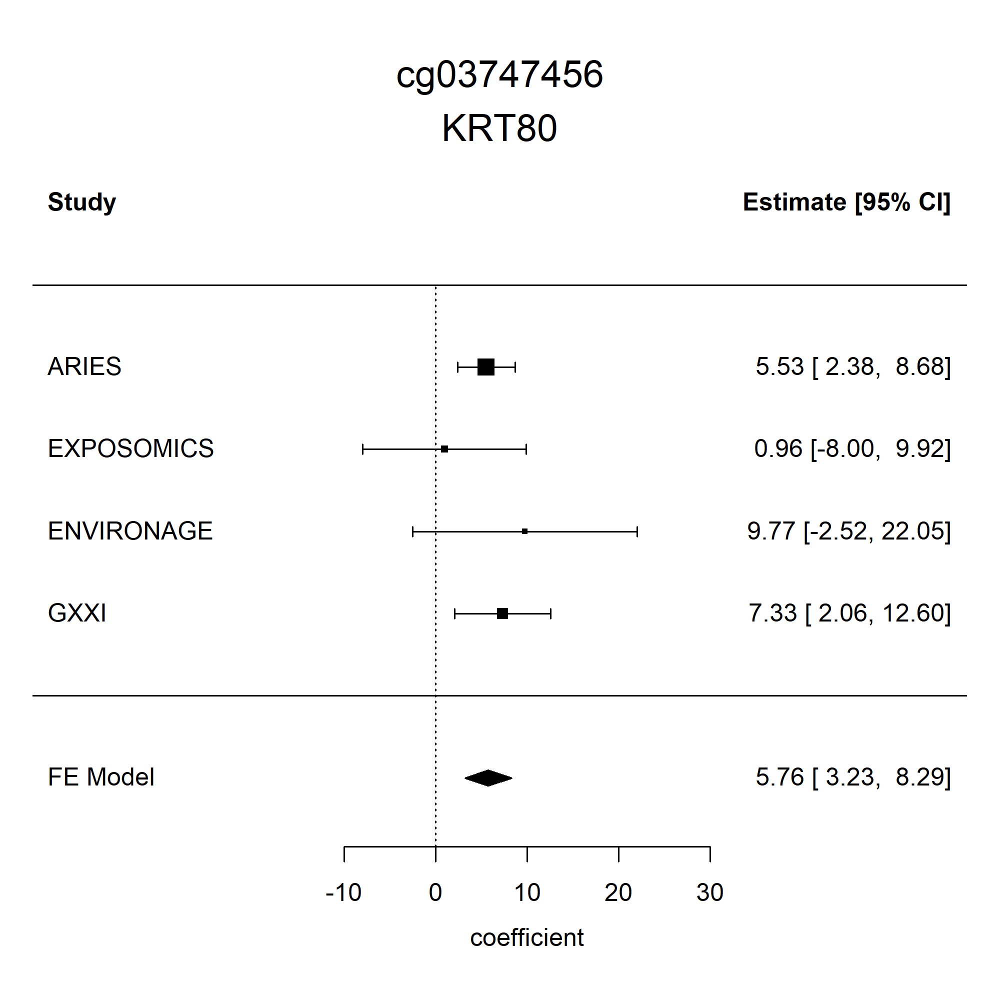 cg03747456
KRT80
Study Estimate [95% CI]
ARIES 5.53 [ 2.38, 8.68]
EXPOSOMICS 0.96 [-8.00, 9.92]
ENVIRONAGE 9.77 [-2.52, 22.05]
GXXI 7.33 [ 2.06, 12.60]
FE Model 5.76 [ 3.23, 8.29]
-10 0 10 20 30
coefficient